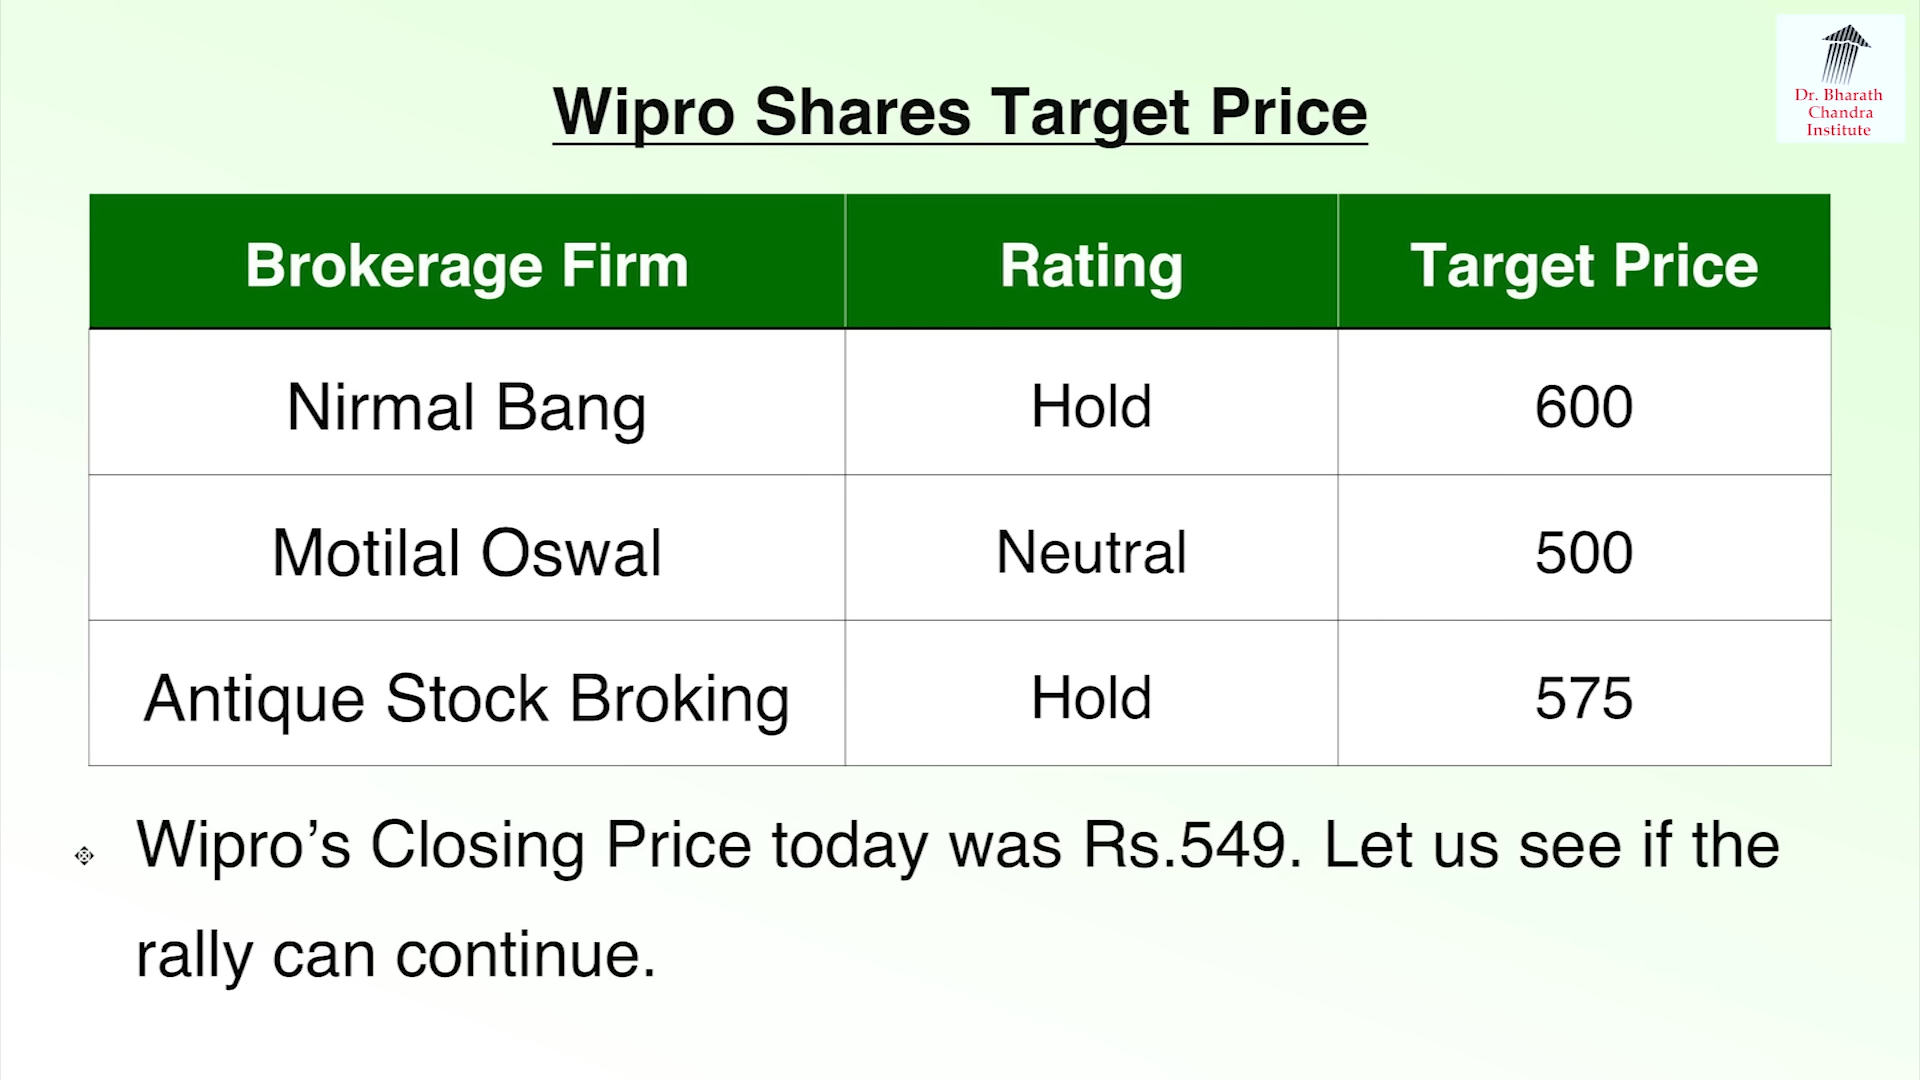 Dr. Bharath
Chandra
Institute
Wipro Shares Target Price
Brokerage Firm Rating Target Price
Nirmal Bang Hold 600
Motilal Oswal Neutral 500
Antique Stock Broking Hold 575
Wipro’s Closing Price today was Rs.549. Let us see if the
rally can continue.